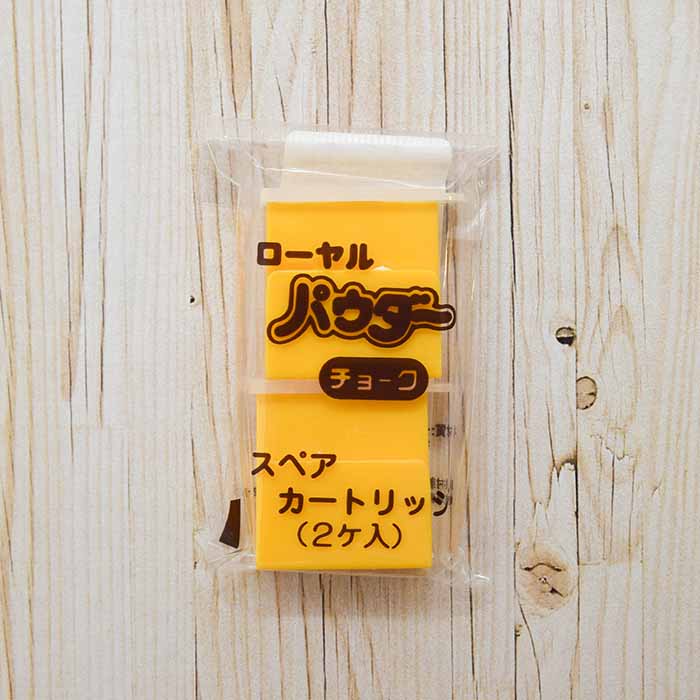 ローヤル
パウダー
チョーク
スペア
カートリッジ
(2ケ入)